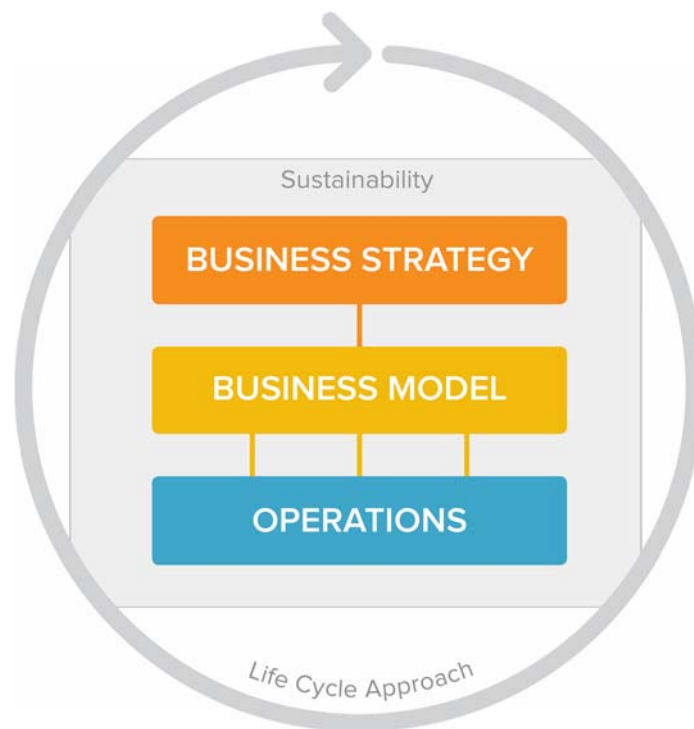 Sustainability
BUSINESS STRATEGY
BUSINESS MODEL
OPERATIONS
Life Cycle Approach